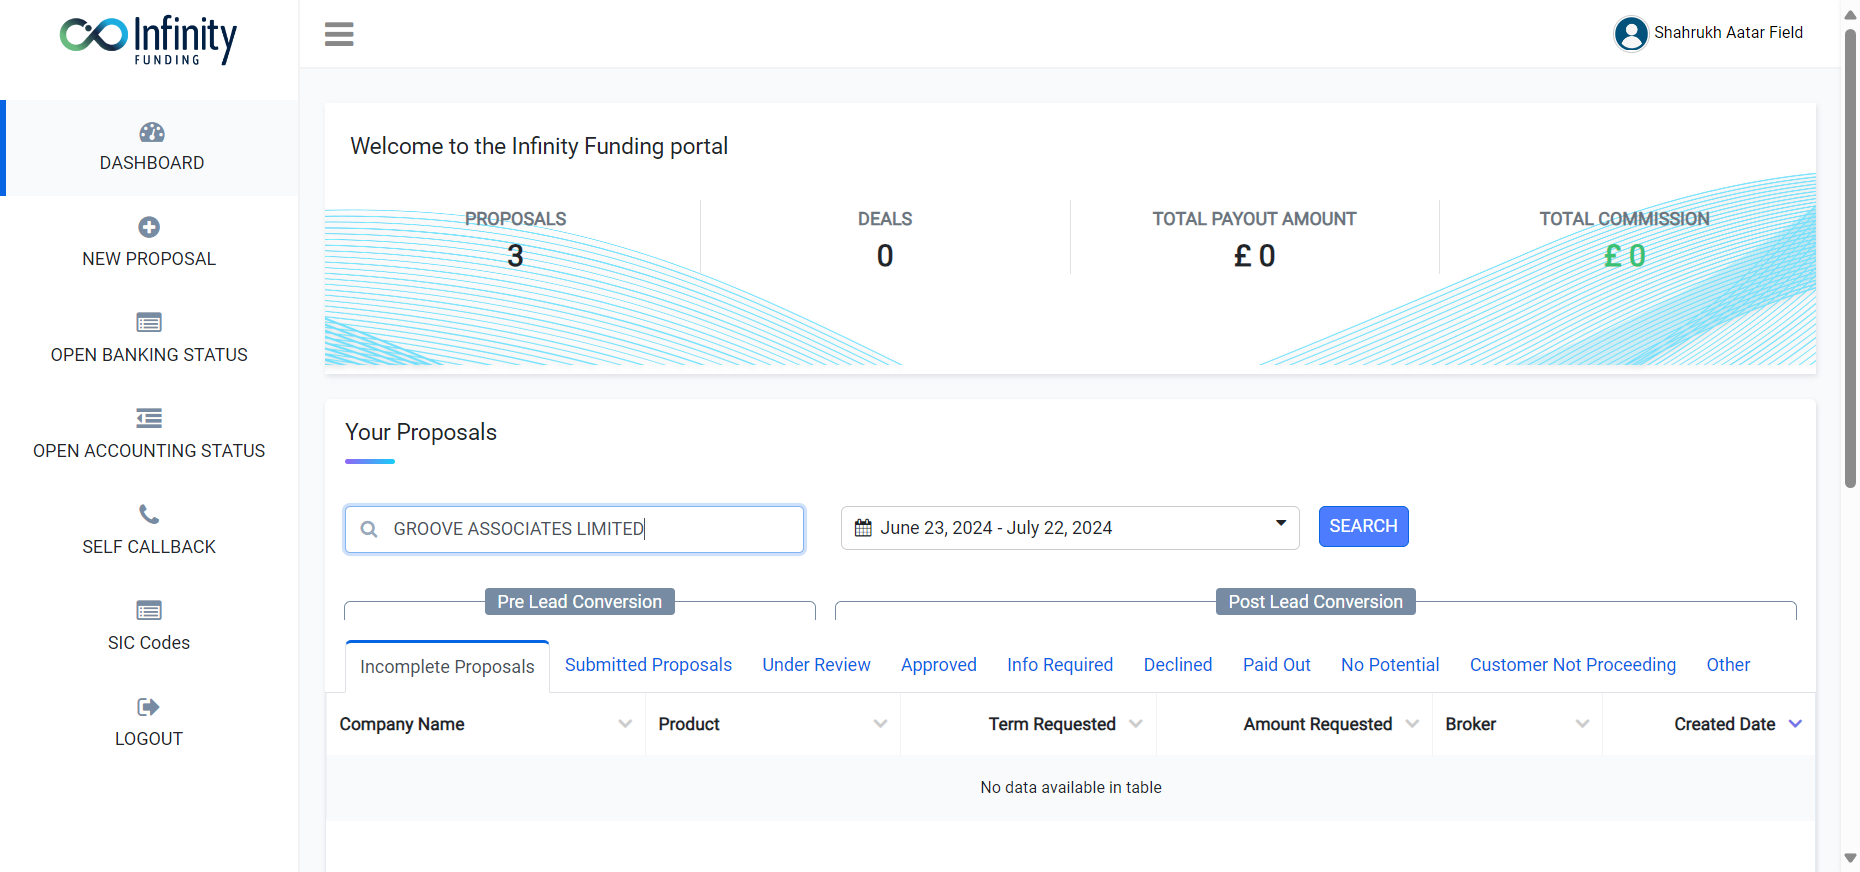 Infinity
FUNDING
Shahrukh Aatar Field
DASHBOARD
NEW PROPOSAL
OPEN BANKING STATUS
OPEN ACCOUNTING STATUS
SELF CALLBACK
SIC Codes
LOGOUT
Welcome to the Infinity Funding portal
PROPOSALS
3
DEALS
0
TOTAL PAYOUT AMOUNT
£ 0
TOTAL COMMISSION
£ 0
Your Proposals
GROOVE ASSOCIATES LIMITED
June 23, 2024 - July 22, 2024
SEARCH
Pre Lead Conversion
Post Lead Conversion
Incomplete Proposals Submitted Proposals Under Review Approved Info Required Declined Paid Out No Potential Customer Not Proceeding Other
Company Name Product Term Requested Amount Requested Broker Created Date
No data available in table